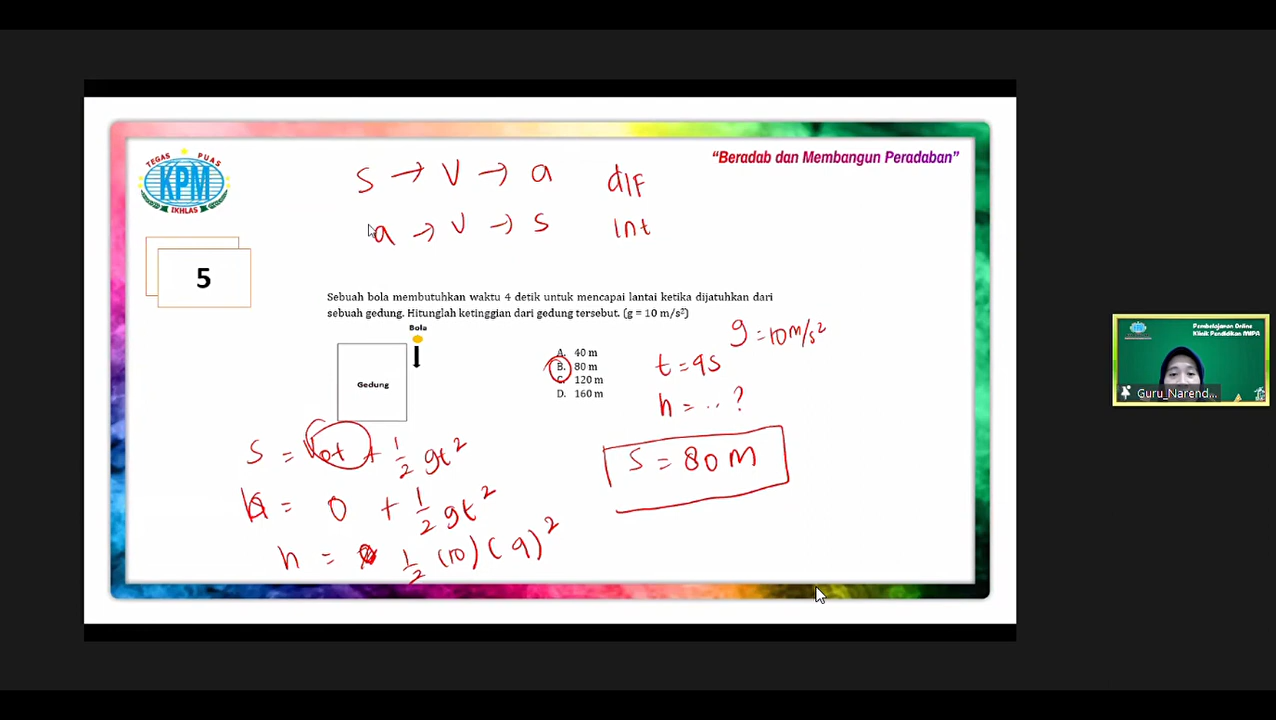 TEGAS PUAS
KPM
IKHLAS
"Beradab dan Membangun Peradaban"
S → V → a dif
a → V → S Int
5
Sebuah bola membutuhkan waktu 4 detik untuk mencapai lantai ketika dijatuhkan dari
sebuah gedung. Hitunglah ketinggian dari gedung tersebut. (g = 10 m/s²)
Bola
Gedung
A. 40 m
B. 80 m
C. 120 m
D. 160 m
g = 10 m/s²
t = 4s
h = ..?
S = Vot + 1/2 gt²
h = 0 + 1/2 gt²
h = 1/2 (10) (4)²
S = 80 m
Pembelajaran Online
Klinik Pendidikan MIPA
Guru_Narend...